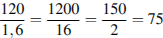 120/1,6 = 1200/16 = 150/2 = 75